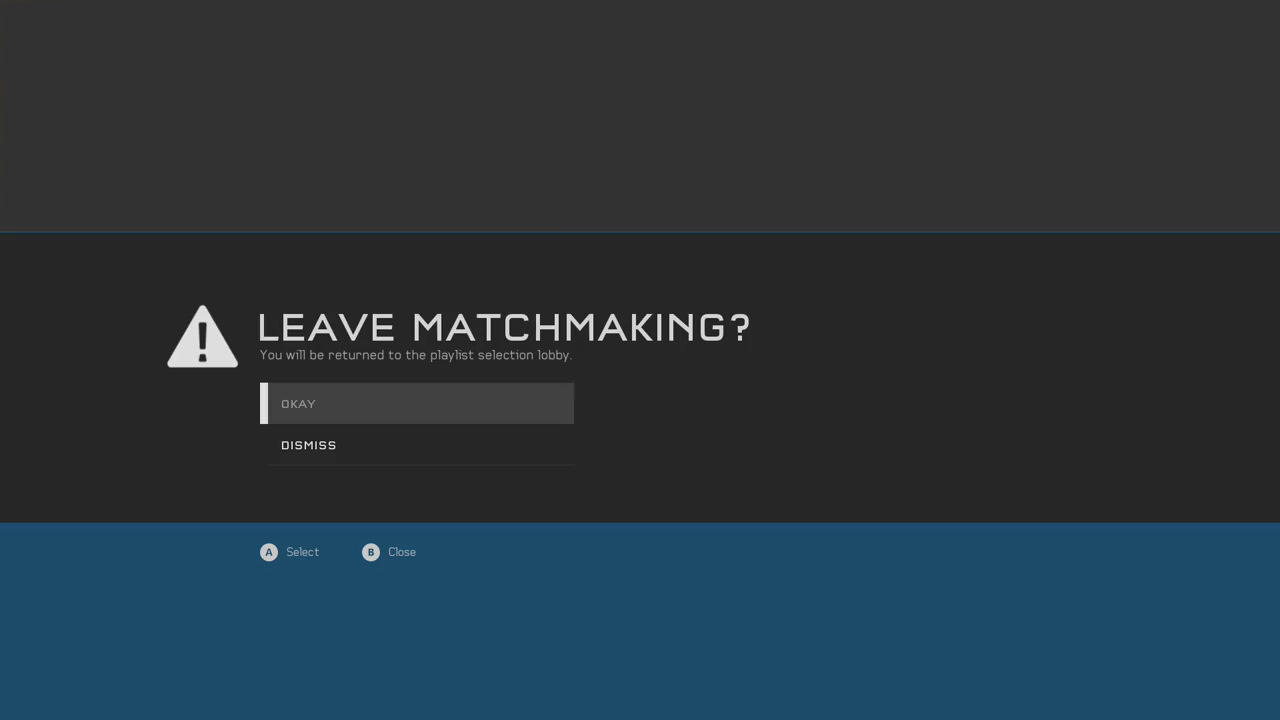 LEAVE MATCHMAKING?
You will be returned to the playlist selection lobby.
OKAY
DISMISS
A Select B Close